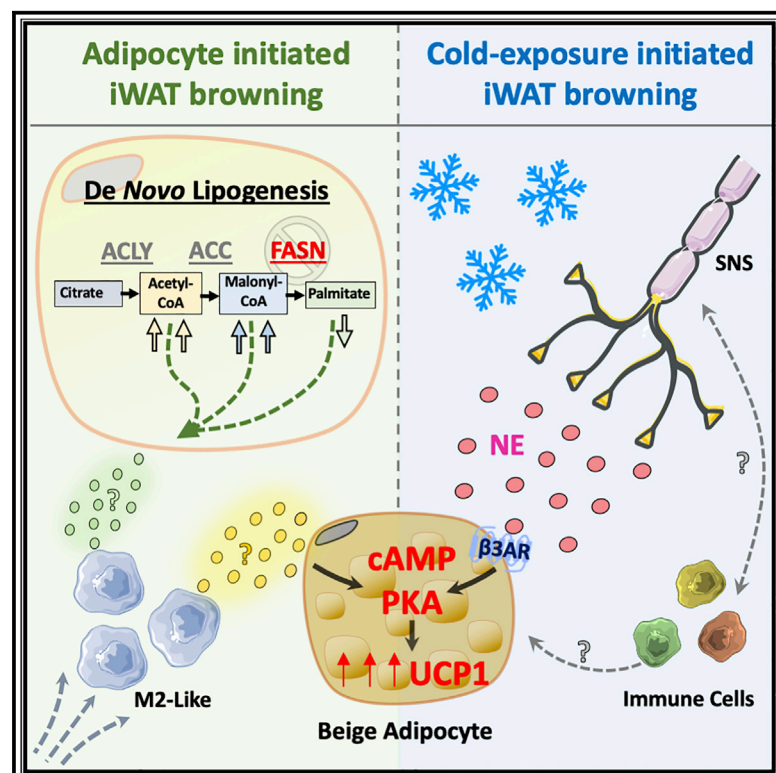 Adipocyte initiated
iWAT browning
Cold-exposure initiated
iWAT browning
De Novo Lipogenesis
ACLY
ACC
FASN
Citrate
Acetyl-
CoA
Malonyl-
CoA
Palmitate
SNS
NE
?
?
?
β3AR
cAMP
PKA
UCP1
?
M2-Like
Immune Cells
Beige Adipocyte